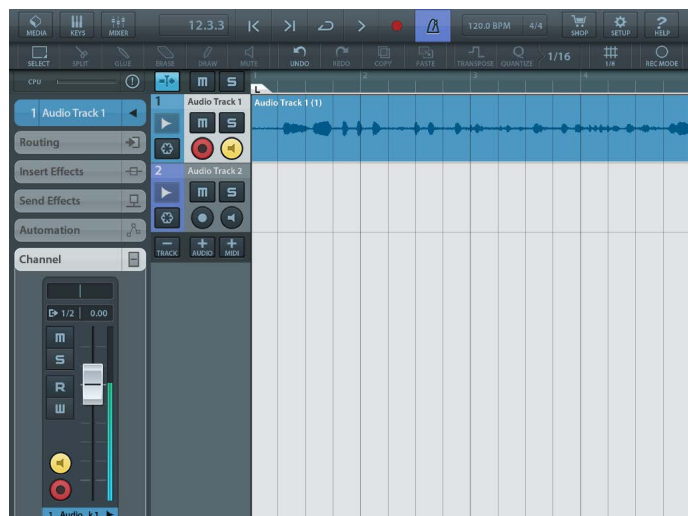 MEDIA KEYS MIXER 12.3.3 120.0 BPM 4/4 SHOP SETUP HELP
SELECT SPLIT GLUE ERASE DRAW MUTE UNDO REDO COPY PASTE TRANSPOSE QUANTIZE 1/16 1/8 REC MODE
CPU
m S
1 2 3 4
L
1 Audio Track 1
Routing
Insert Effects
Send Effects
Automation
Channel
1/2 0.00
m
S
R
W
1 Audio
1 Audio Track 1
m S
2 Audio Track 2
m S
TRACK AUDIO MIDI
Audio Track 1 (1)